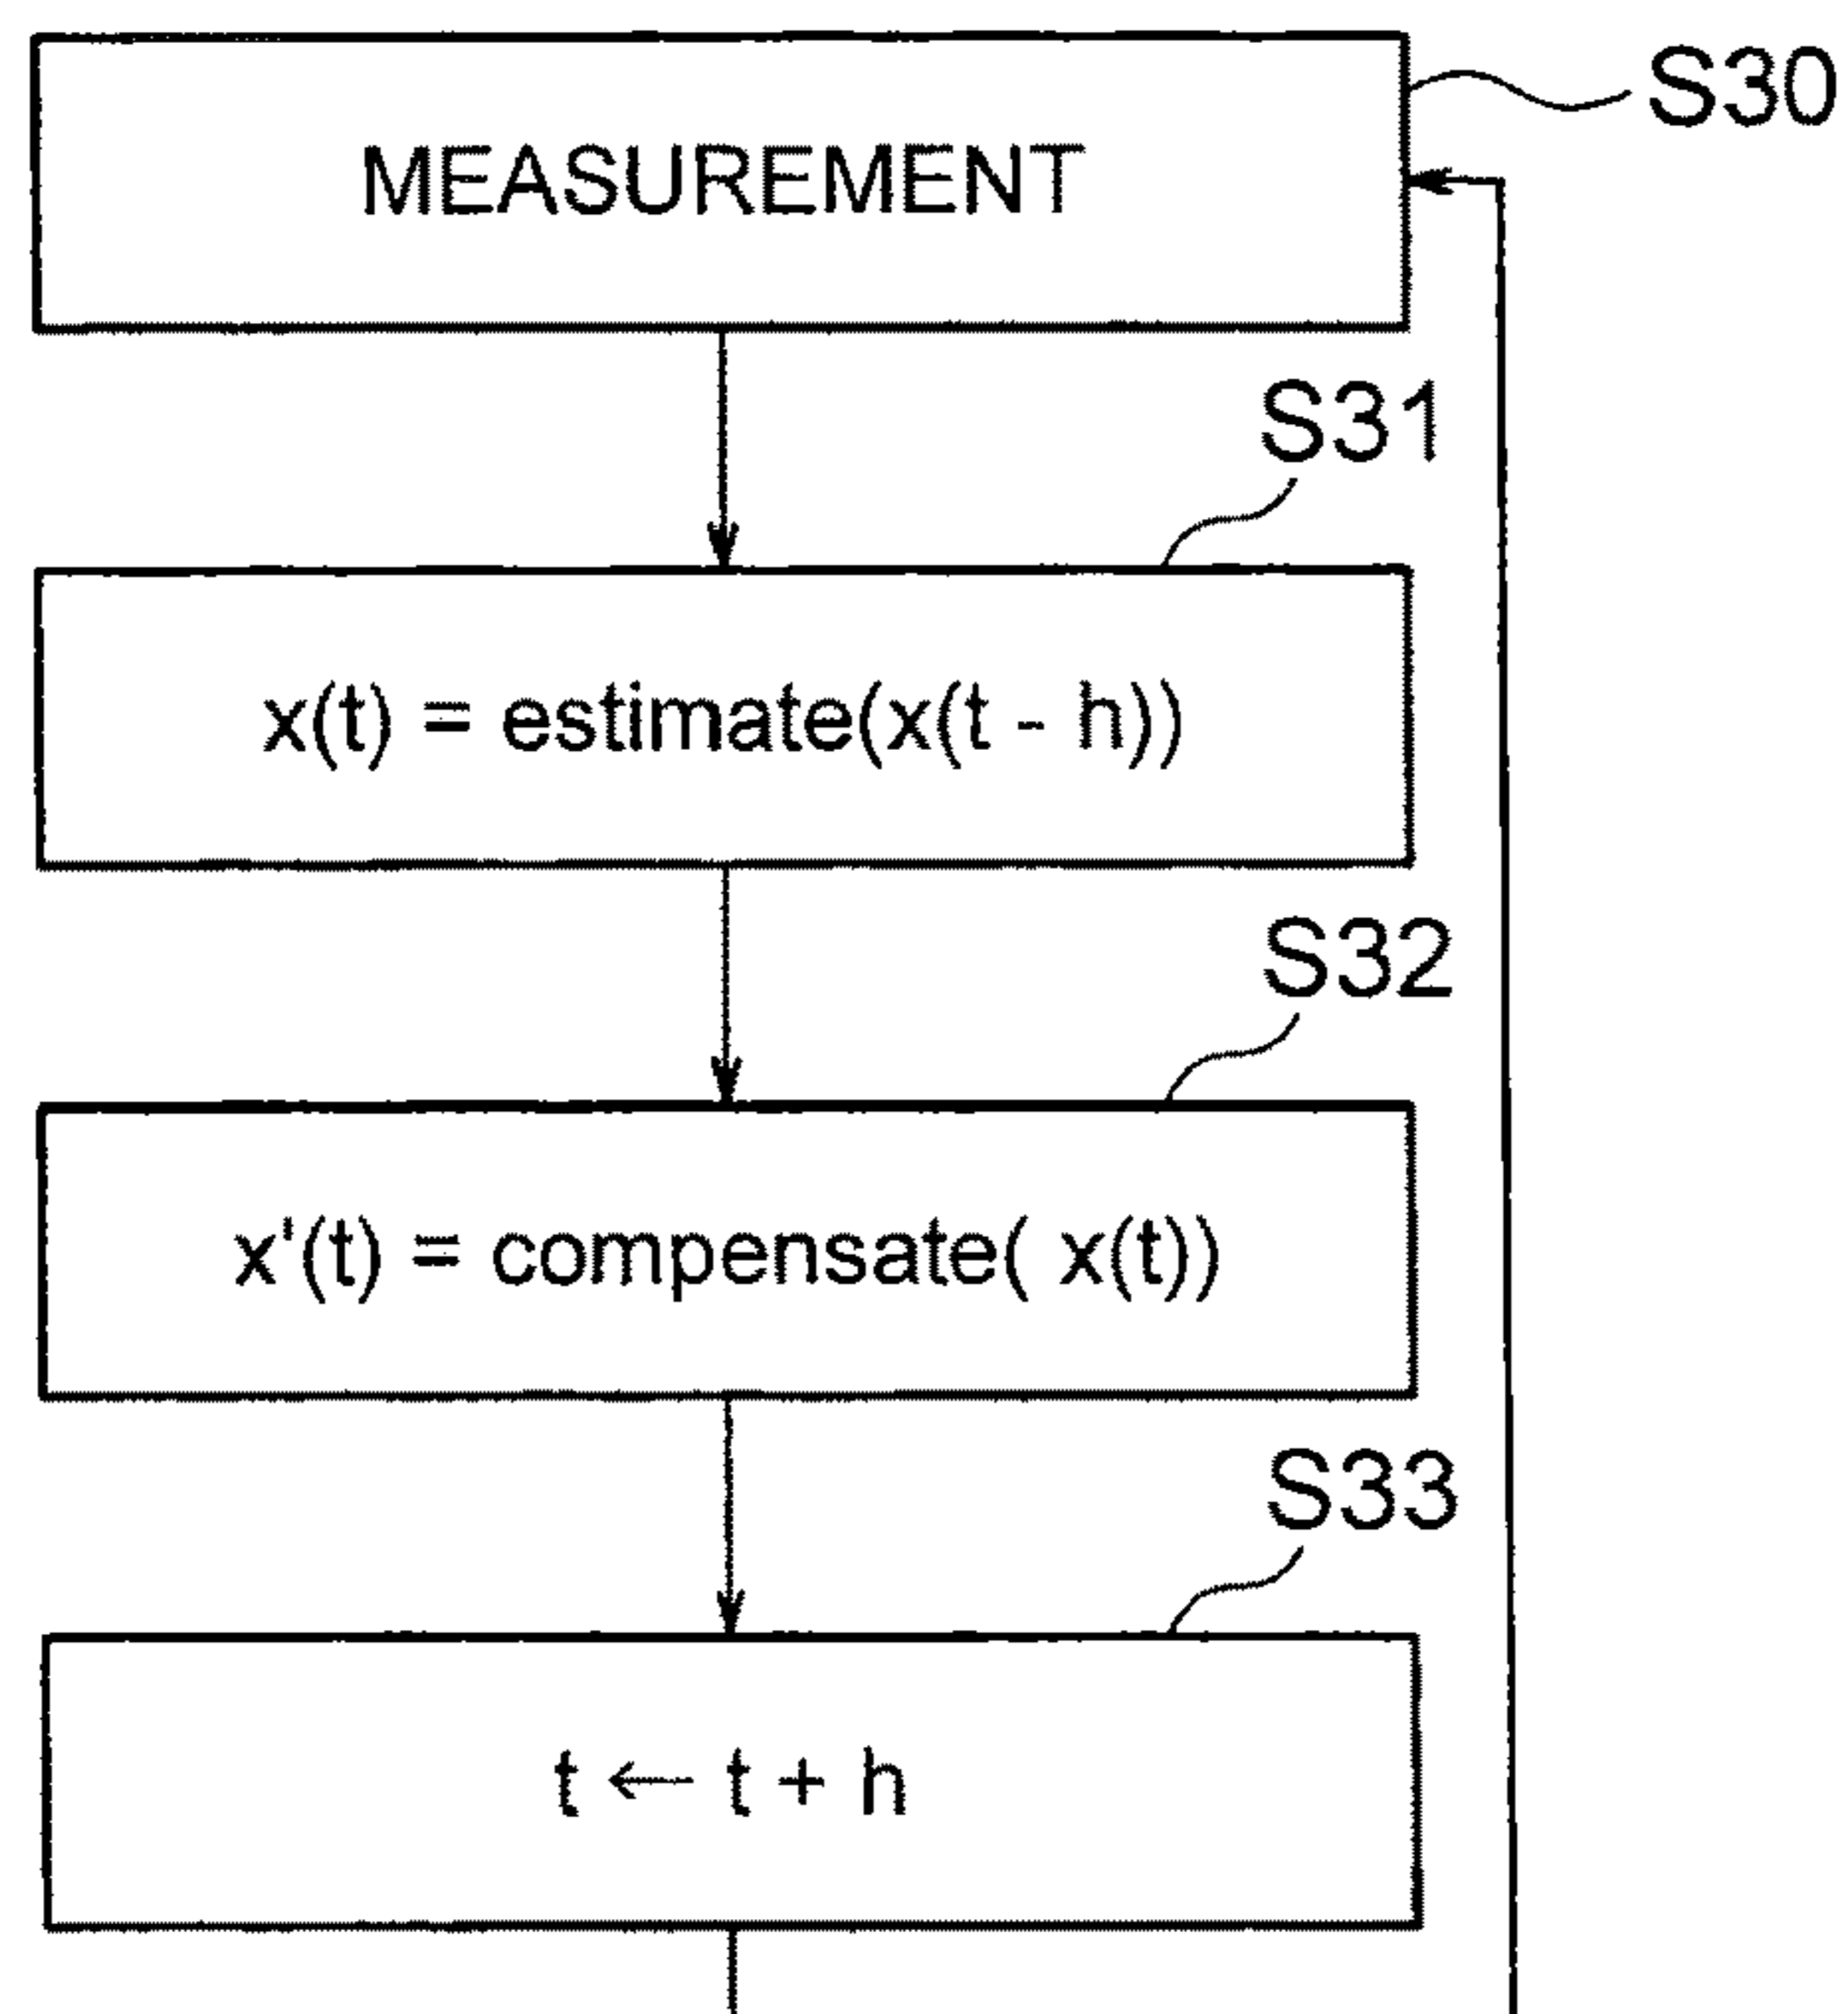 S30
MEASUREMENT
S31
x(t) = estimate(x(t - h))
S32
x'(t) = compensate( x(t))
S33
t ← t + h